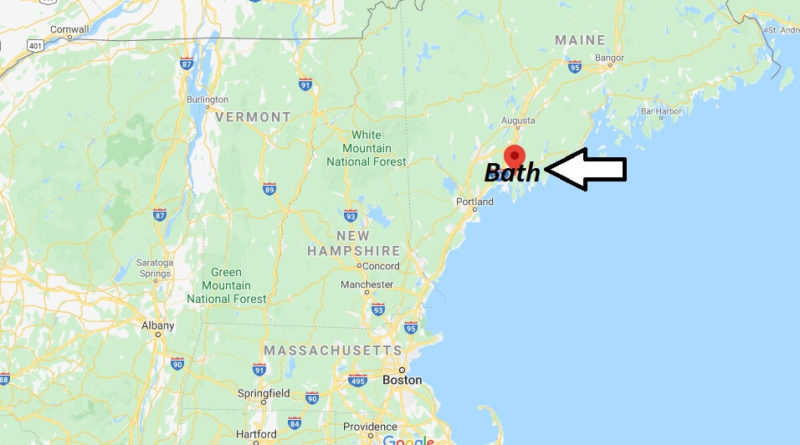 Cornwall
401
87
MAINE
St. Andrews
Bangor
95
91
Burlington
VERMONT
Bar Harbor
Augusta
White
Mountain
National Forest
Bath
89
Portland
87
93
NEW
HAMPSHIRE
Concord
Saratoga
Springs
Green
Mountain
National Forest
Manchester
93
Albany
95
MASSACHUSETTS
90
91
495
Boston
88
Springfield
90
84
Hartford
Providence
Google